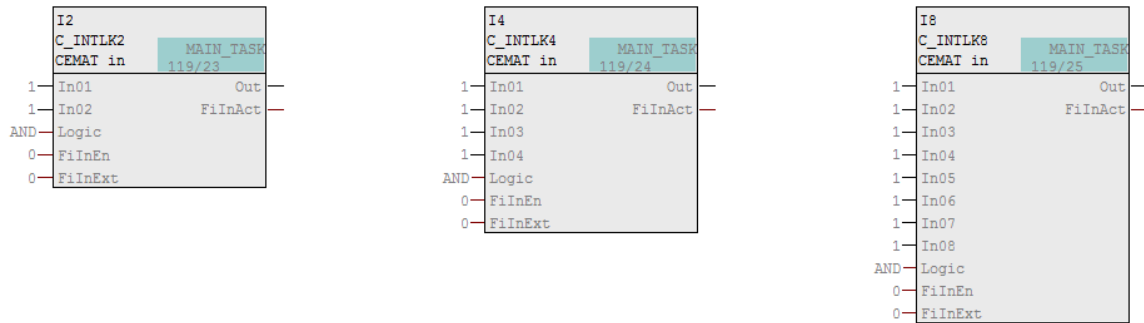 I2
C_INTLK2
CEMAT in
MAIN_TASK
119/23
1 In01 Out
1 In02 FiInAct
AND Logic
0 FiInEn
0 FiInExt
I4
C_INTLK4
CEMAT in
MAIN_TASK
119/24
1 In01 Out
1 In02 FiInAct
1 In03
1 In04
AND Logic
0 FiInEn
0 FiInExt
I8
C_INTLK8
CEMAT in
MAIN_TASK
119/25
1 In01 Out
1 In02 FiInAct
1 In03
1 In04
1 In05
1 In06
1 In07
1 In08
AND Logic
0 FiInEn
0 FiInExt